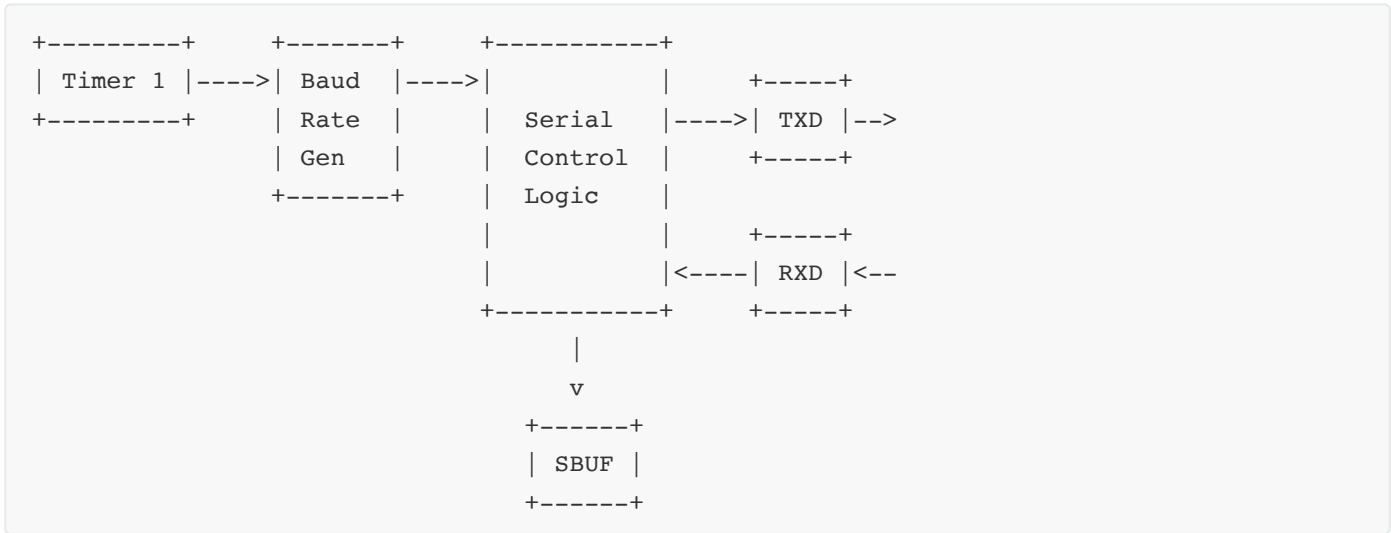 +---------+     +-------+     +-----------+
| Timer 1 |---->| Baud  |---->|           |     +-----+
+---------+     | Rate  |     |  Serial   |---->| TXD |-->
                | Gen   |     |  Control  |     +-----+
                +-------+     |  Logic    |
                              |           |     +-----+
                              |           |<----| RXD |<--
                              +-----------+     +-----+
                                    |
                                    v
                                 +------+
                                 | SBUF |
                                 +------+